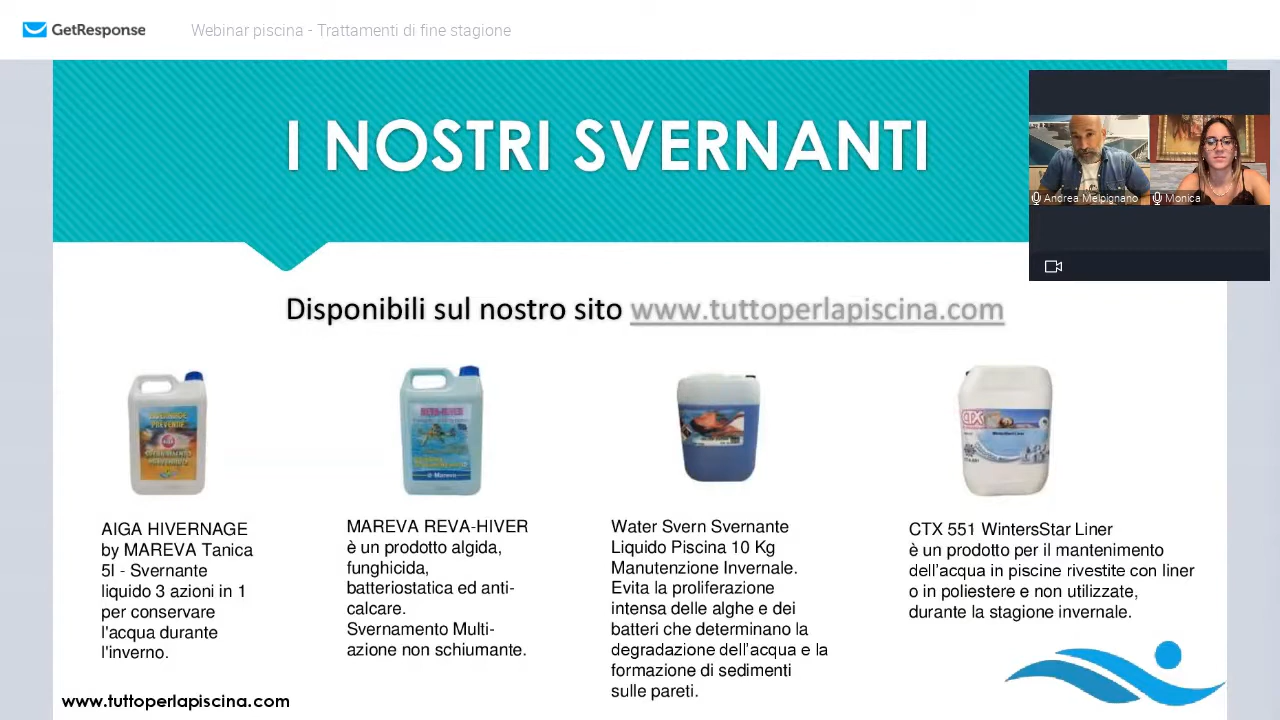 GetResponse
Webinar piscina - Trattamenti di fine stagione
I NOSTRI SVERNANTI
Andrea Melpignano
Monica
Disponibili sul nostro sito www.tuttoperlapiscina.com
AIGA HIVERNAGE
by MAREVA Tanica
5l - Svernante
liquido 3 azioni in 1
per conservare
l'acqua durante
l'inverno.
MAREVA REVA-HIVER
è un prodotto algida,
funghicida,
batteriostatica ed anti-
calcare.
Svernamento Multi-
azione non schiumante.
Water Svern Svernante
Liquido Piscina 10 Kg
Manutenzione Invernale.
Evita la proliferazione
intensa delle alghe e dei
batteri che determinano la
degradazione dell'acqua e la
formazione di sedimenti
sulle pareti.
CTX 551 WintersStar Liner
è un prodotto per il mantenimento
dell'acqua in piscine rivestite con liner
o in poliestere e non utilizzate,
durante la stagione invernale.
CTX
Mareva
www.tuttoperlapiscina.com